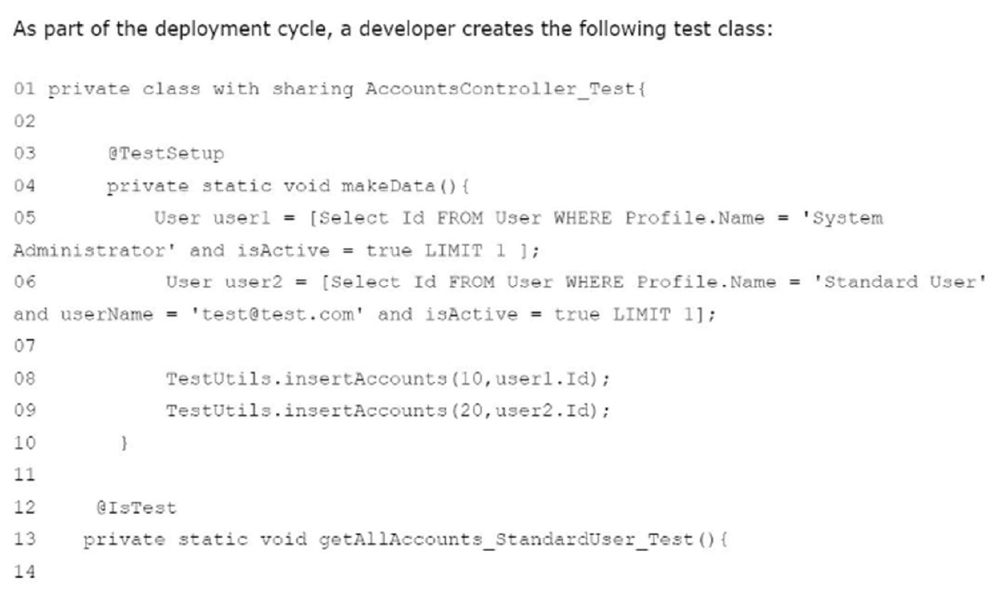 As part of the deployment cycle, a developer creates the following test class:
01 private class with sharing AccountsController_Test{
02
03 @TestSetup
04 private static void makeData(){
05 User user1 = [Select Id FROM User WHERE Profile.Name = 'System
Administrator' and isActive = true LIMIT 1 ];
06 User user2 = [Select Id FROM User WHERE Profile.Name = 'Standard User'
and userName = 'test@test.com' and isActive = true LIMIT 1];
07
08 TestUtils.insertAccounts(10,user1.Id);
09 TestUtils.insertAccounts(20,user2.Id);
10 }
11
12 @IsTest
13 private static void getAllAccounts_StandardUser_Test(){
14